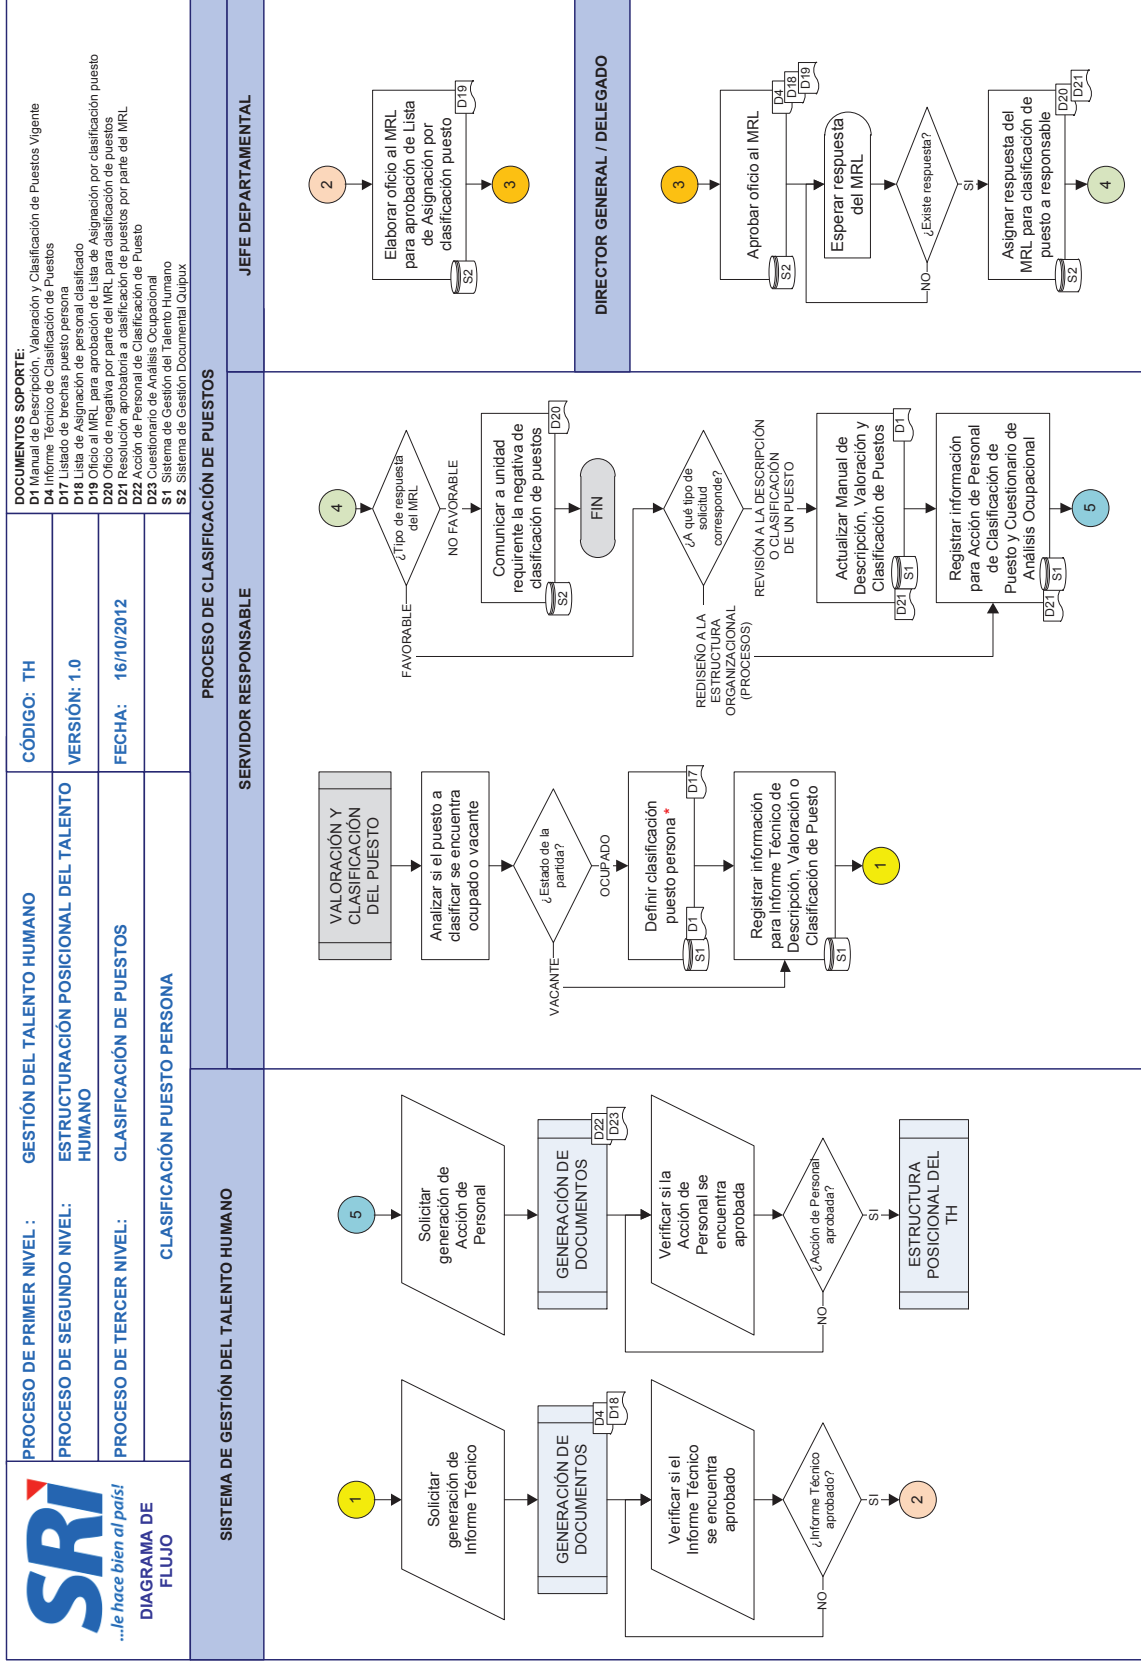 SRi
...le hace bien al país!
DIAGRAMA DE
FLUJO
PROCESO DE PRIMER NIVEL :
GESTIÓN DEL TALENTO HUMANO
CÓDIGO: TH
PROCESO DE SEGUNDO NIVEL:
ESTRUCTURACIÓN POSICIONAL DEL TALENTO
HUMANO
VERSIÓN: 1.0
PROCESO DE TERCER NIVEL:
CLASIFICACIÓN DE PUESTOS
FECHA: 16/10/2012
CLASIFICACIÓN PUESTO PERSONA
DOCUMENTOS SOPORTE:
D1 Manual de Descripción, Valoración y Clasificación de Puestos Vigente
D4 Informe Técnico de Clasificación de Puestos
D17 Listado de brechas puesto persona
D18 Lista de Asignación de personal clasificado
D19 Oficio al MRL para aprobación de Lista de Asignación por clasificación puesto
D20 Oficio de negativa por parte del MRL para clasificación de puestos
D21 Resolución aprobatoria a clasificación de puestos por parte del MRL
D22 Acción de Personal de Clasificación de Puesto
D23 Cuestionario de Análisis Ocupacional
S1 Sistema de Gestión del Talento Humano
S2 Sistema de Gestión Documental Quipux
PROCESO DE CLASIFICACIÓN DE PUESTOS
SISTEMA DE GESTIÓN DEL TALENTO HUMANO
SERVIDOR RESPONSABLE
JEFE DEPARTAMENTAL
1
Solicitar
generación de
Informe Técnico
GENERACIÓN DE
DOCUMENTOS
D4
D18
Verificar si el
Informe Técnico
se encuentra
aprobado
¿Informe Técnico
aprobado?
NO
SI
2
5
Solicitar
generación de
Acción de
Personal
GENERACIÓN DE
DOCUMENTOS
D22
D23
Verificar si la
Acción de
Personal se
encuentra
aprobada
¿Acción de Personal
aprobada?
NO
SI
ESTRUCTURA
POSICIONAL DEL
TH
VALORACIÓN Y
CLASIFICACIÓN
DEL PUESTO
Analizar si el puesto a
clasificar se encuentra
ocupado o vacante
¿Estado de la
partida?
VACANTE
OCUPADO
Definir clasificación
puesto persona *
S1
D1
D17
Registrar información
para Informe Técnico de
Descripción, Valoración o
Clasificación de Puesto
S1
1
4
¿Tipo de respuesta
del MRL
FAVORABLE
NO FAVORABLE
Comunicar a unidad
requirente la negativa de
clasificación de puestos
S2
D20
FIN
¿A qué tipo de
solicitud
corresponde?
REDISEÑO A LA
ESTRUCTURA
ORGANIZACIONAL
(PROCESOS)
REVISIÓN A LA DESCRIPCIÓN
O CLASIFICACIÓN
DE UN PUESTO
Actualizar Manual de
Descripción, Valoración y
Clasificación de Puestos
D21
S1
D1
Registrar información
para Acción de Personal
de Clasificación de
Puesto y Cuestionario de
Análisis Ocupacional
D21
S1
5
2
Elaborar oficio al MRL
para aprobación de Lista
de Asignación por
clasificación puesto
S2
D19
3
DIRECTOR GENERAL / DELEGADO
3
Aprobar oficio al MRL
S2
D4
D18
D19
Esperar respuesta
del MRL
¿Existe respuesta?
NO
SI
Asignar respuesta del
MRL para clasificación de
puesto a responsable
S2
D20
D21
4